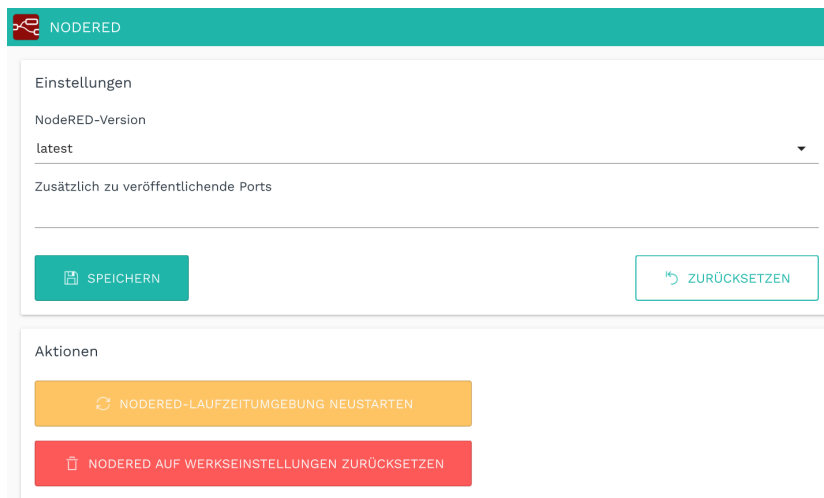 NODERED
Einstellungen
NodeRED-Version
latest
Zusätzlich zu veröffentlichende Ports
SPEICHERN
ZURÜCKSETZEN
Aktionen
NODERED-LAUFZEITUMGEBUNG NEUSTARTEN
NODERED AUF WERKSEINSTELLUNGEN ZURÜCKSETZEN